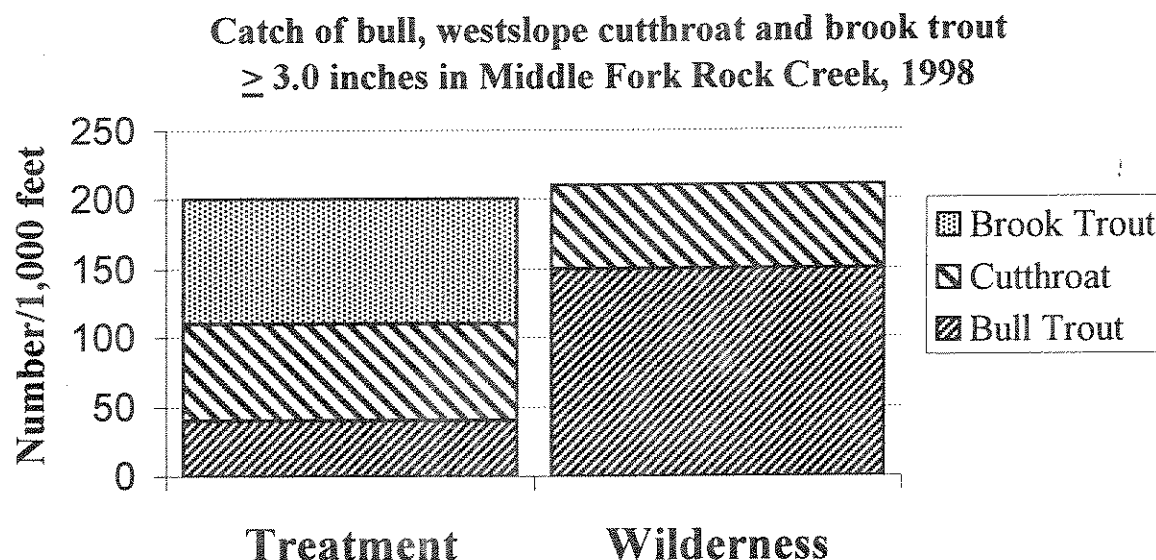 Catch of bull, westslope cutthroat and brook trout
≥ 3.0 inches in Middle Fork Rock Creek, 1998
Number/1,000 feet
250
200
150
100
50
0
Treatment
Wilderness
Brook Trout
Cutthroat
Bull Trout